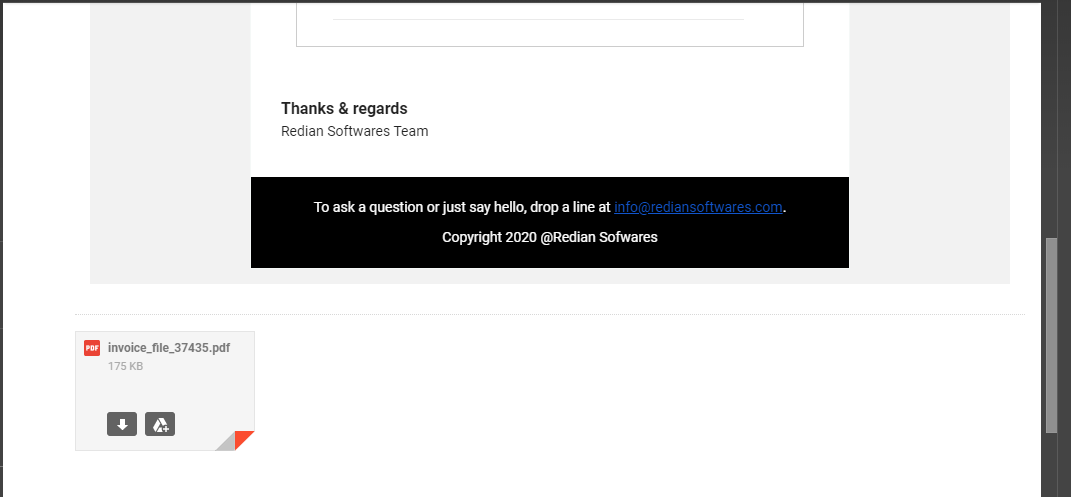 Thanks & regards
Redian Softwares Team
To ask a question or just say hello, drop a line at info@rediansoftwares.com.
Copyright 2020 @Redian Sofwares
PDF invoice_file_37435.pdf
175 KB